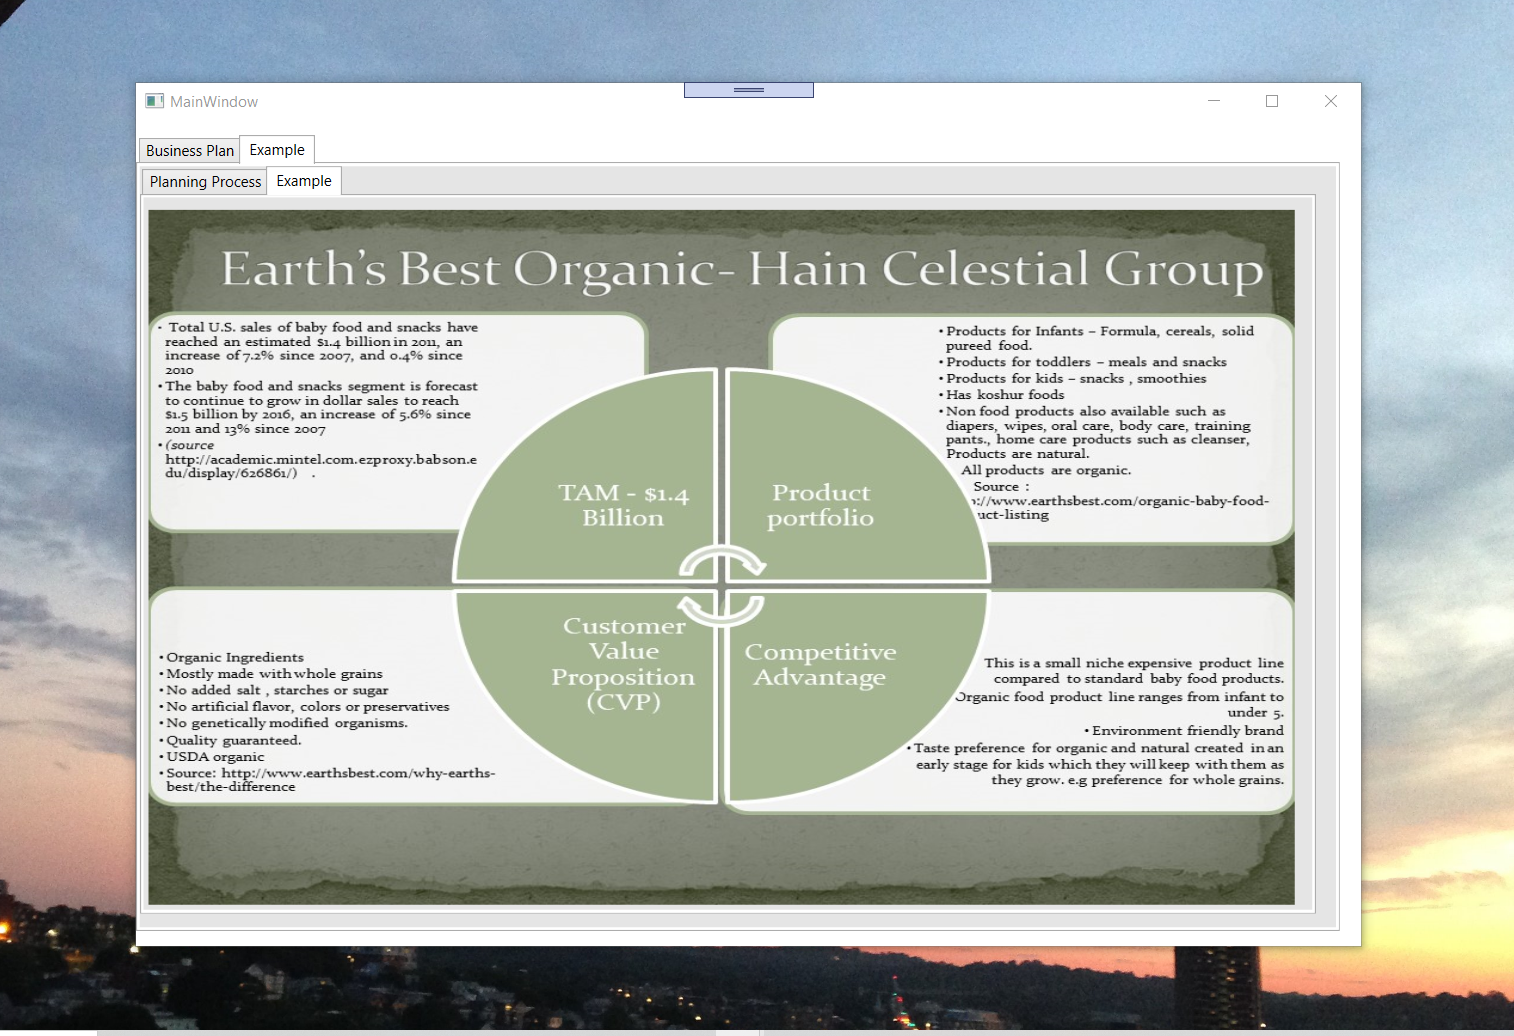 MainWindow
Business Plan Example
Planning Process Example
Earth's Best Organic- Hain Celestial Group
• Total U.S. sales of baby food and snacks have
reached an estimated $1.4 billion in 2011, an
increase of 7.2% since 2007, and 0.4% since
2010
• The baby food and snacks segment is forecast
to continue to grow in dollar sales to reach
$1.5 billion by 2016, an increase of 5.6% since
2011 and 13% since 2007
• (source
http://academic.mintel.com.ezproxy.babson.e
du/display/626861/) .
• Products for Infants – Formula, cereals, solid
pureed food.
• Products for toddlers – meals and snacks
• Products for kids – snacks , smoothies
• Has koshur foods
• Non food products also available such as
diapers, wipes, oral care, body care, training
pants., home care products such as cleanser,
Products are natural.
All products are organic.
Source :
://www.earthsbest.com/organic-baby-food-
uct-listing
TAM - $1.4
Billion
Product
portfolio
Customer
Value
Proposition
(CVP)
Competitive
Advantage
• Organic Ingredients
• Mostly made with whole grains
• No added salt , starches or sugar
• No artificial flavor, colors or preservatives
• No genetically modified organisms.
• Quality guaranteed.
• USDA organic
• Source: http://www.earthsbest.com/why-earths-
best/the-difference
This is a small niche expensive product line
compared to standard baby food products.
Organic food product line ranges from infant to
under 5.
• Environment friendly brand
• Taste preference for organic and natural created in an
early stage for kids which they will keep with them as
they grow. e.g preference for whole grains.